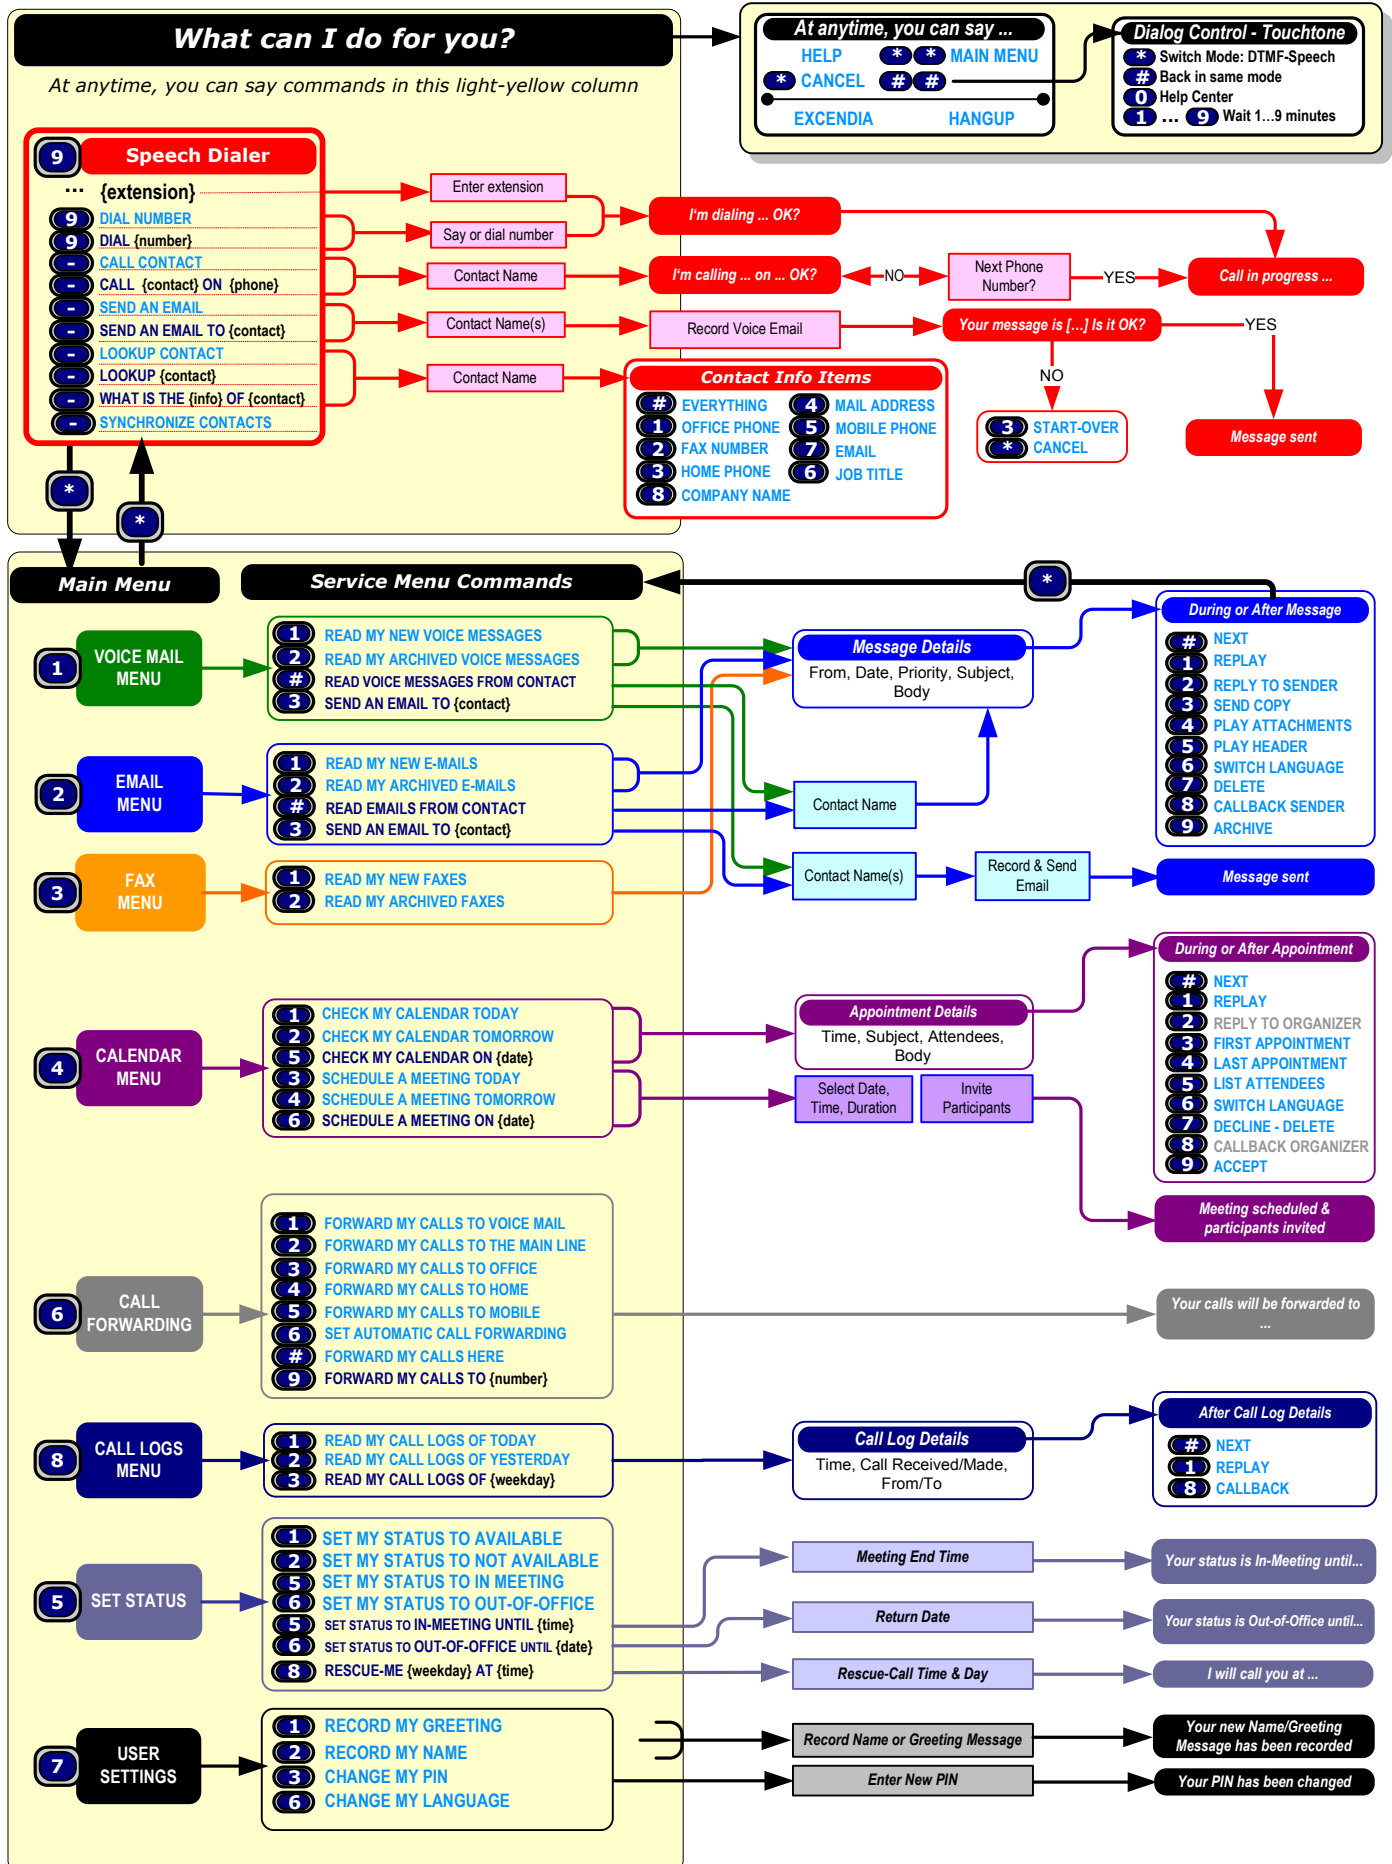 What can I do for you?
At anytime, you can say commands in this light-yellow column
At anytime, you can say ...
HELP
* * MAIN MENU
* CANCEL
# #
EXCENDIA
HANGUP
Dialog Control - Touchtone
* Switch Mode: DTMF-Speech
# Back in same mode
0 Help Center
1 ... 9 Wait 1...9 minutes
9 Speech Dialer
... {extension}
9 DIAL NUMBER
9 DIAL {number}
- CALL CONTACT
- CALL {contact} ON {phone}
- SEND AN EMAIL
- SEND AN EMAIL TO {contact}
- LOOKUP CONTACT
- LOOKUP {contact}
- WHAT IS THE {info} OF {contact}
- SYNCHRONIZE CONTACTS
Enter extension
Say or dial number
I'm dialing ... OK?
Contact Name
I'm calling ... on ... OK?
NO
Next Phone
Number?
YES
Call in progress ...
Contact Name(s)
Record Voice Email
Your message is [...] Is it OK?
YES
NO
3 START-OVER
* CANCEL
Message sent
Contact Name
Contact Info Items
# EVERYTHING
1 OFFICE PHONE
2 FAX NUMBER
3 HOME PHONE
8 COMPANY NAME
4 MAIL ADDRESS
5 MOBILE PHONE
7 EMAIL
6 JOB TITLE
*
*
Main Menu
Service Menu Commands
*
1
VOICE MAIL
MENU
1 READ MY NEW VOICE MESSAGES
2 READ MY ARCHIVED VOICE MESSAGES
# READ VOICE MESSAGES FROM CONTACT
3 SEND AN EMAIL TO {contact}
Message Details
From, Date, Priority, Subject,
Body
During or After Message
# NEXT
1 REPLAY
2 REPLY TO SENDER
3 SEND COPY
4 PLAY ATTACHMENTS
5 PLAY HEADER
6 SWITCH LANGUAGE
7 DELETE
8 CALLBACK SENDER
9 ARCHIVE
2
EMAIL
MENU
1 READ MY NEW E-MAILS
2 READ MY ARCHIVED E-MAILS
# READ EMAILS FROM CONTACT
3 SEND AN EMAIL TO {contact}
Contact Name
3
FAX
MENU
1 READ MY NEW FAXES
2 READ MY ARCHIVED FAXES
Contact Name(s)
Record & Send
Email
Message sent
4
CALENDAR
MENU
1 CHECK MY CALENDAR TODAY
2 CHECK MY CALENDAR TOMORROW
5 CHECK MY CALENDAR ON {date}
3 SCHEDULE A MEETING TODAY
4 SCHEDULE A MEETING TOMORROW
6 SCHEDULE A MEETING ON {date}
Appointment Details
Time, Subject, Attendees,
Body
Select Date,
Time, Duration
Invite
Participants
During or After Appointment
# NEXT
1 REPLAY
2 REPLY TO ORGANIZER
3 FIRST APPOINTMENT
4 LAST APPOINTMENT
5 LIST ATTENDEES
6 SWITCH LANGUAGE
7 DECLINE - DELETE
8 CALLBACK ORGANIZER
9 ACCEPT
Meeting scheduled &
participants invited
6
CALL
FORWARDING
1 FORWARD MY CALLS TO VOICE MAIL
2 FORWARD MY CALLS TO THE MAIN LINE
3 FORWARD MY CALLS TO OFFICE
4 FORWARD MY CALLS TO HOME
5 FORWARD MY CALLS TO MOBILE
6 SET AUTOMATIC CALL FORWARDING
# FORWARD MY CALLS HERE
9 FORWARD MY CALLS TO {number}
Your calls will be forwarded to
...
8
CALL LOGS
MENU
1 READ MY CALL LOGS OF TODAY
2 READ MY CALL LOGS OF YESTERDAY
3 READ MY CALL LOGS OF {weekday}
Call Log Details
Time, Call Received/Made,
From/To
After Call Log Details
# NEXT
1 REPLAY
8 CALLBACK
5
SET STATUS
1 SET MY STATUS TO AVAILABLE
2 SET MY STATUS TO NOT AVAILABLE
5 SET MY STATUS TO IN MEETING
6 SET MY STATUS TO OUT-OF-OFFICE
5 SET STATUS TO IN-MEETING UNTIL {time}
6 SET STATUS TO OUT-OF-OFFICE UNTIL {date}
8 RESCUE-ME {weekday} AT {time}
Meeting End Time
Your status is In-Meeting until...
Return Date
Your status is Out-of-Office until...
Rescue-Call Time & Day
I will call you at ...
7
USER
SETTINGS
1 RECORD MY GREETING
2 RECORD MY NAME
3 CHANGE MY PIN
6 CHANGE MY LANGUAGE
Record Name or Greeting Message
Your new Name/Greeting
Message has been recorded
Enter New PIN
Your PIN has been changed